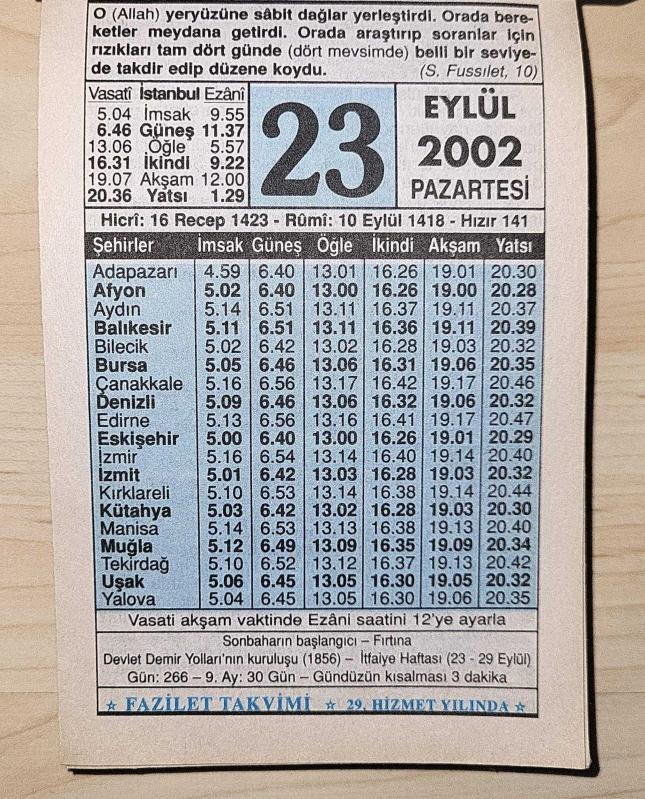 O (Allah) yeryüzüne sâbit dağlar yerleştirdi. Orada bere-
ketler meydana getirdi. Orada araştırıp soranlar için
rızıkları tam dört günde (dört mevsimde) belli bir seviye-
de takdir edip düzene koydu. (S. Fussılet, 10)
Vasatî İstanbul Ezânî
5.04 İmsak 9.55
6.46 Güneş 11.37
13.06 Öğle 5.57
16.31 İkindi 9.22
19.07 Akşam 12.00
20.36 Yatsı 1.29
23
EYLÜL
2002
PAZARTESİ
Hicrî: 16 Recep 1423 - Rûmî: 10 Eylül 1418 - Hızır 141
Şehirler İmsak Güneş Öğle İkindi Akşam Yatsı
Adapazarı 4.59 6.40 13.01 16.26 19.01 20.30
Afyon 5.02 6.40 13.00 16.26 19.00 20.28
Aydın 5.14 6.51 13.11 16.37 19.11 20.37
Balıkesir 5.11 6.51 13.11 16.36 19.11 20.39
Bilecik 5.02 6.42 13.02 16.28 19.03 20.32
Bursa 5.05 6.46 13.06 16.31 19.06 20.35
Çanakkale 5.16 6.56 13.17 16.42 19.17 20.46
Denizli 5.09 6.46 13.06 16.32 19.06 20.32
Edirne 5.13 6.56 13.16 16.41 19.17 20.47
Eskişehir 5.00 6.40 13.00 16.26 19.01 20.29
İzmir 5.16 6.54 13.14 16.40 19.14 20.40
İzmit 5.01 6.42 13.03 16.28 19.03 20.32
Kırklareli 5.10 6.53 13.14 16.38 19.14 20.44
Kütahya 5.03 6.42 13.02 16.28 19.03 20.30
Manisa 5.14 6.53 13.13 16.38 19.13 20.40
Muğla 5.12 6.49 13.09 16.35 19.09 20.34
Tekirdağ 5.10 6.52 13.12 16.37 19.13 20.42
Uşak 5.06 6.45 13.05 16.30 19.05 20.32
Yalova 5.04 6.45 13.05 16.30 19.06 20.35
Vasati akşam vaktinde Ezâni saatini 12'ye ayarla
Sonbaharın başlangıcı – Fırtına
Devlet Demir Yolları'nın kuruluşu (1856) – İtfaiye Haftası (23 - 29 Eylül)
Gün: 266 – 9. Ay: 30 Gün – Gündüzün kısalması 3 dakika
☆ FAZİLET TAKVİMİ ☆ 29. HİZMET YILINDA ☆